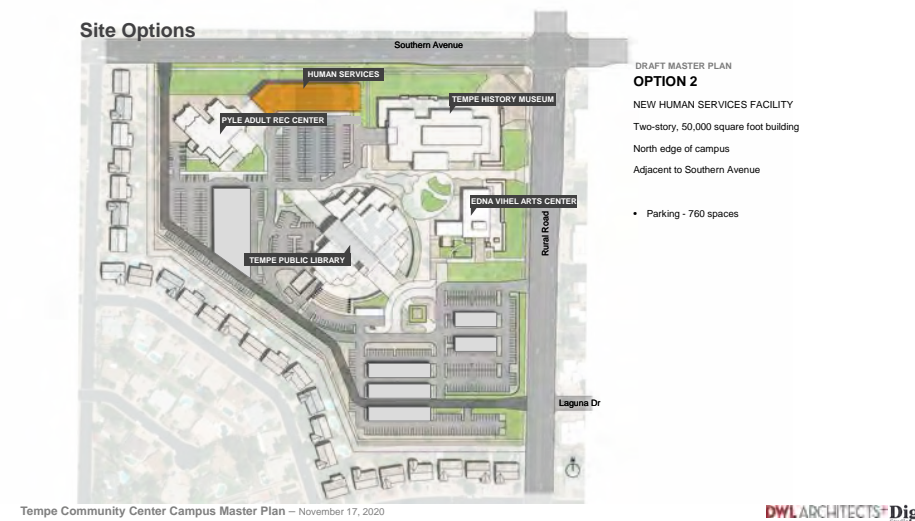 Site Options
Southern Avenue
HUMAN SERVICES
TEMPE HISTORY MUSEUM
PYLE ADULT REC CENTER
EDNA VIHEL ARTS CENTER
Rural Road
TEMPE PUBLIC LIBRARY
Laguna Dr
DRAFT MASTER PLAN
OPTION 2
NEW HUMAN SERVICES FACILITY
Two-story, 50,000 square foot building
North edge of campus
Adjacent to Southern Avenue
• Parking - 760 spaces
Tempe Community Center Campus Master Plan – November 17, 2020
DWL ARCHITECTS+ Dig